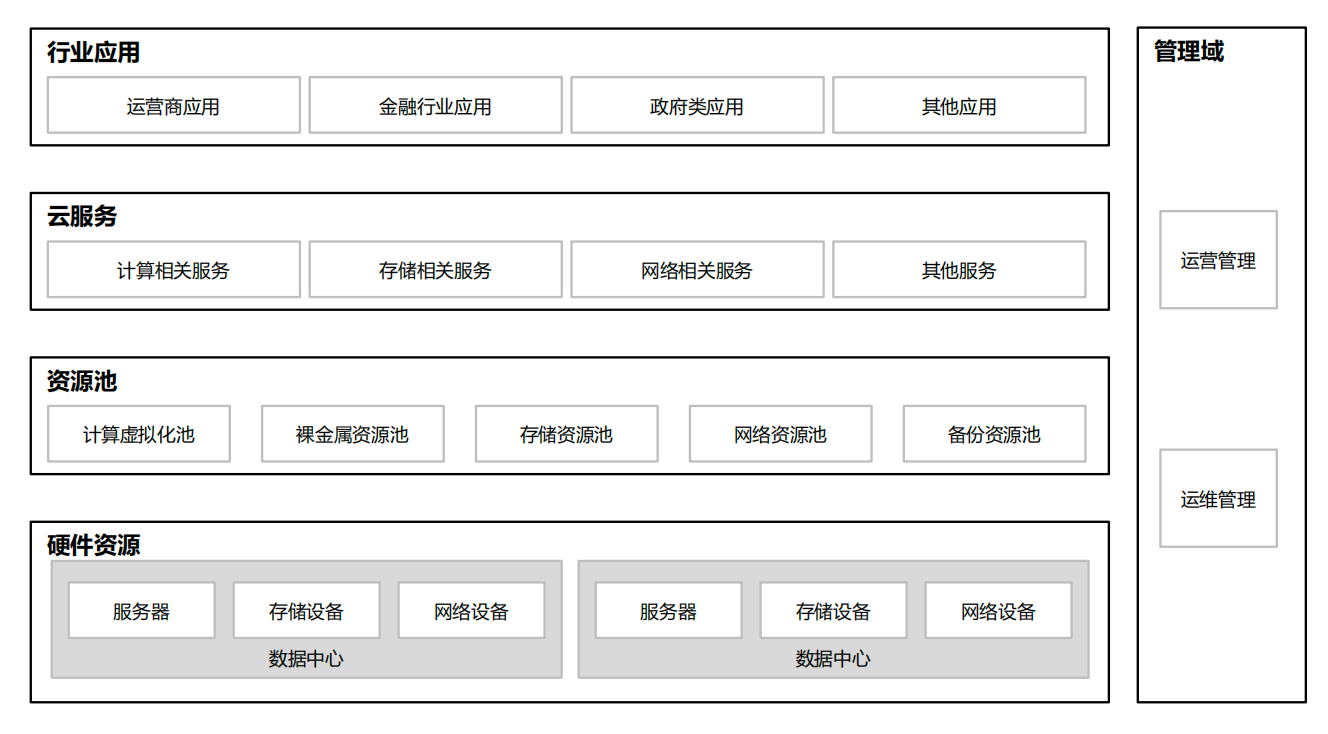 行业应用
运营商应用
金融行业应用
政府类应用
其他应用
云服务
计算相关服务
存储相关服务
网络相关服务
其他服务
资源池
计算虚拟化池
裸金属资源池
存储资源池
网络资源池
备份资源池
硬件资源
服务器
存储设备
网络设备
数据中心
服务器
存储设备
网络设备
数据中心
管理域
运营管理
运维管理